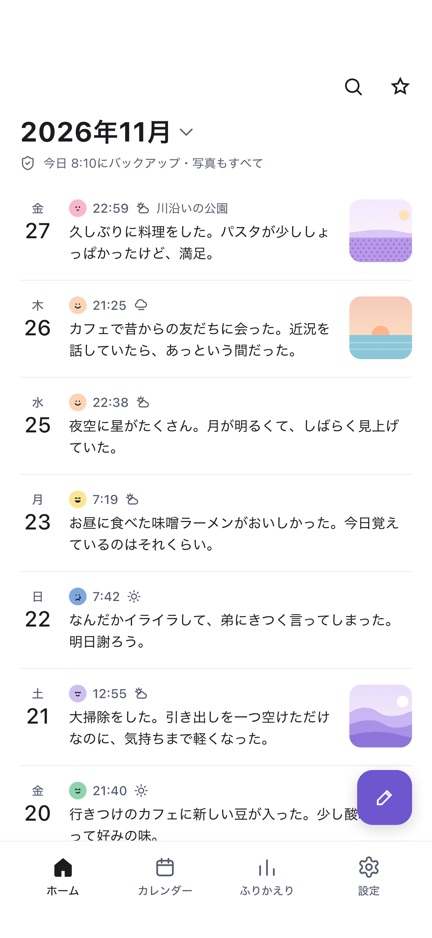 2026年11月
今日 8:10にバックアップ・写真もすべて
金
27
22:59 川沿いの公園
久しぶりに料理をした。パスタが少ししょ
っぱかったけど、満足。
木
26
21:25
カフェで昔からの友だちに会った。近況を
話していたら、あっという間だった。
水
25
22:38
夜空に星がたくさん。月が明るくて、しばらく見上げ
ていた。
月
23
7:19
お昼に食べた味噌ラーメンがおいしかった。今日覚え
ているのはそれくらい。
日
22
7:42
なんだかイライラして、弟にきつく言ってしまった。
明日謝ろう。
土
21
12:55
大掃除をした。引き出しを一つ空けただけ
なのに、気持ちまで軽くなった。
金
20
21:40
行きつけのカフェに新しい豆が入った。少し酸
って好みの味。
ホーム
カレンダー
ふりかえり
設定